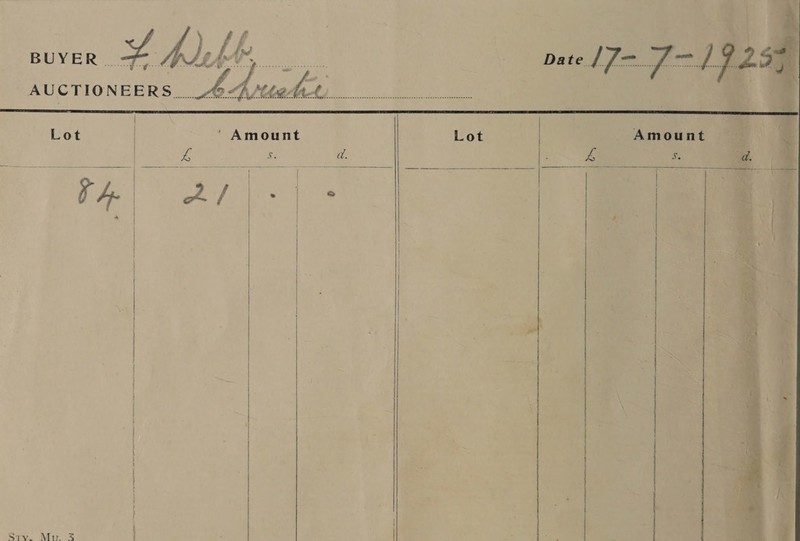 BUYER F. Webb. Date 17-7-1925
AUCTIONEERS Christie
Lot Amount Lot Amount
£ s. d. £ s. d.
84 21 . .
STY. MU. 3